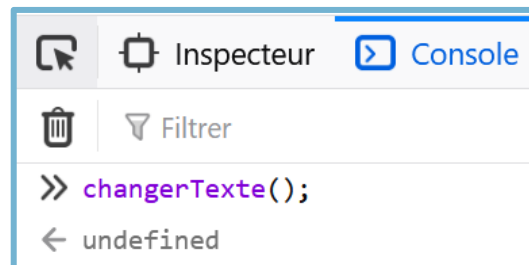 Inspecteur Console
Filtrer
>> changerTexte();
← undefined